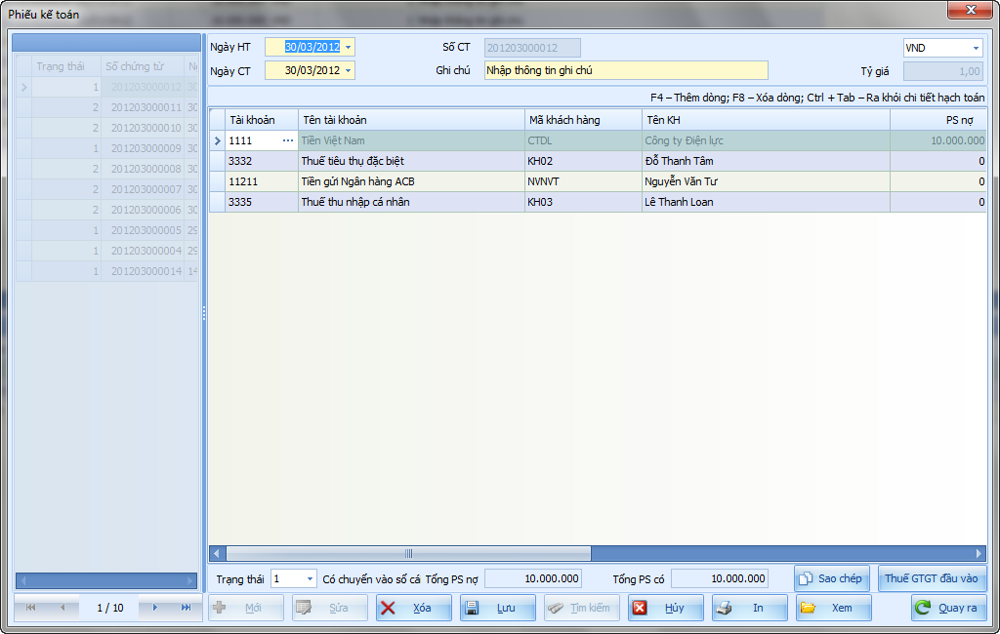 Phiếu kế toán
Ngày HT 30/03/2012 Số CT 201203000012 VND
Ngày CT 30/03/2012 Ghi chú Nhập thông tin ghi chú Tỷ giá 1,00
F4 – Thêm dòng; F8 – Xóa dòng; Ctrl + Tab – Ra khỏi chi tiết hạch toán
Trạng thái Số chứng từ
1 201203000012 30
2 201203000011 30
2 201203000010 30
1 201203000009 30
2 201203000008 30
2 201203000007 30
2 201203000006 30
1 201203000005 29
1 201203000004 29
1 201203000014 14
Tài khoản Tên tài khoản Mã khách hàng Tên KH PS nợ
1111 ... Tiền Việt Nam CTDL Công ty Điện lực 10.000.000
3332 Thuế tiêu thụ đặc biệt KH02 Đỗ Thanh Tâm 0
11211 Tiền gửi Ngân hàng ACB NVNVT Nguyễn Văn Tư 0
3335 Thuế thu nhập cá nhân KH03 Lê Thanh Loan 0
Trạng thái 1 Có chuyển vào sổ cá Tổng PS nợ 10.000.000 Tổng PS có 10.000.000 Sao chép Thuế GTGT đầu vào
1 / 10 Mới Sửa Xóa Lưu Tìm kiếm Hủy In Xem Quay ra